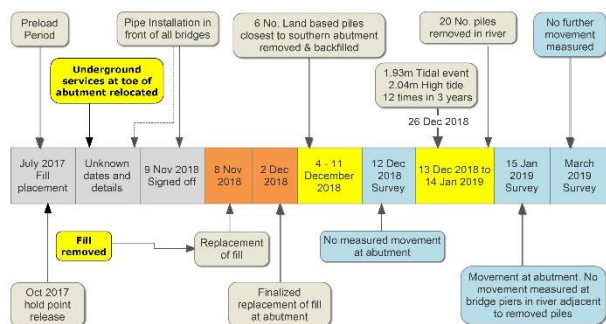 Preload
Period
Pipe Installation in
front of all bridges
6 No. Land based piles
closest to southern abutment
removed & backfilled
20 No. piles
removed in river
No further
movement
measured
Underground
services at toe of
abutment relocated
1.93m Tidal event
2.04m High tide
12 times in 3 years
26 Dec 2018
July 2017
Fill
placement
Unknown
dates and
details
9 Nov 2018
Signed off
8 Nov
2018
2 Dec
2018
4 - 11
December
2018
12 Dec
2018
Survey
13 Dec 2018 to
14 Jan 2019
15 Jan
2019
Survey
March
2019
Survey
Fill
removed
Replacement
of fill
No measured movement
at abutment
Oct 2017
hold point
release
Finalized
replacement of fill
at abutment
Movement at abutment. No
movement measured at
bridge piers in river adjacent
to removed piles